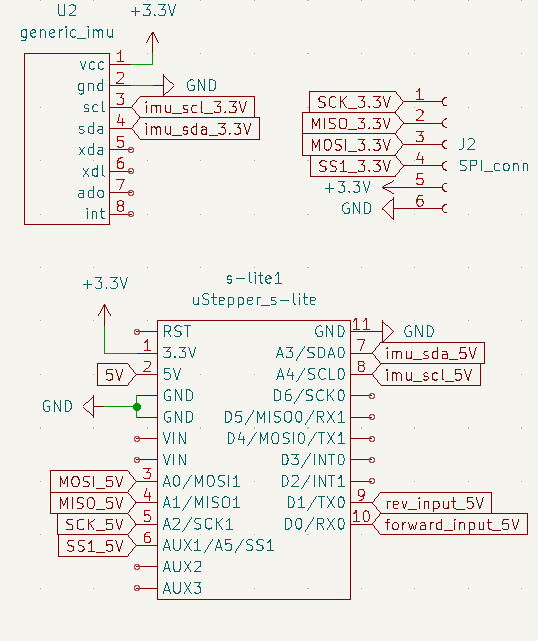 U2
generic_imu
+3.3V
vcc 1
gnd 2 GND
scl 3 imu_scl_3.3V
sda 4 imu_sda_3.3V
xda 5
xdl 6
ado 7
int 8
SCK_3.3V 1
MISO_3.3V 2
MOSI_3.3V 3 J2
SS1_3.3V 4 SPI_conn
+3.3V 5
GND 6
s-lite1
uStepper_s-lite
+3.3V
RST GND 11 GND
1 3.3V A3/SDA0 7 imu_sda_5V
5V 2 5V A4/SCL0 8 imu_scl_5V
GND GND D6/SCK0
GND D5/MISO0/RX1
VIN D4/MOSI0/TX1
VIN D3/INT0
MOSI_5V 3 A0/MOSI1 D2/INT1
MISO_5V 4 A1/MISO1 D1/TX0 9 rev_input_5V
SCK_5V 5 A2/SCK1 D0/RX0 10 forward_input_5V
SS1_5V 6 AUX1/A5/SS1
AUX2
AUX3